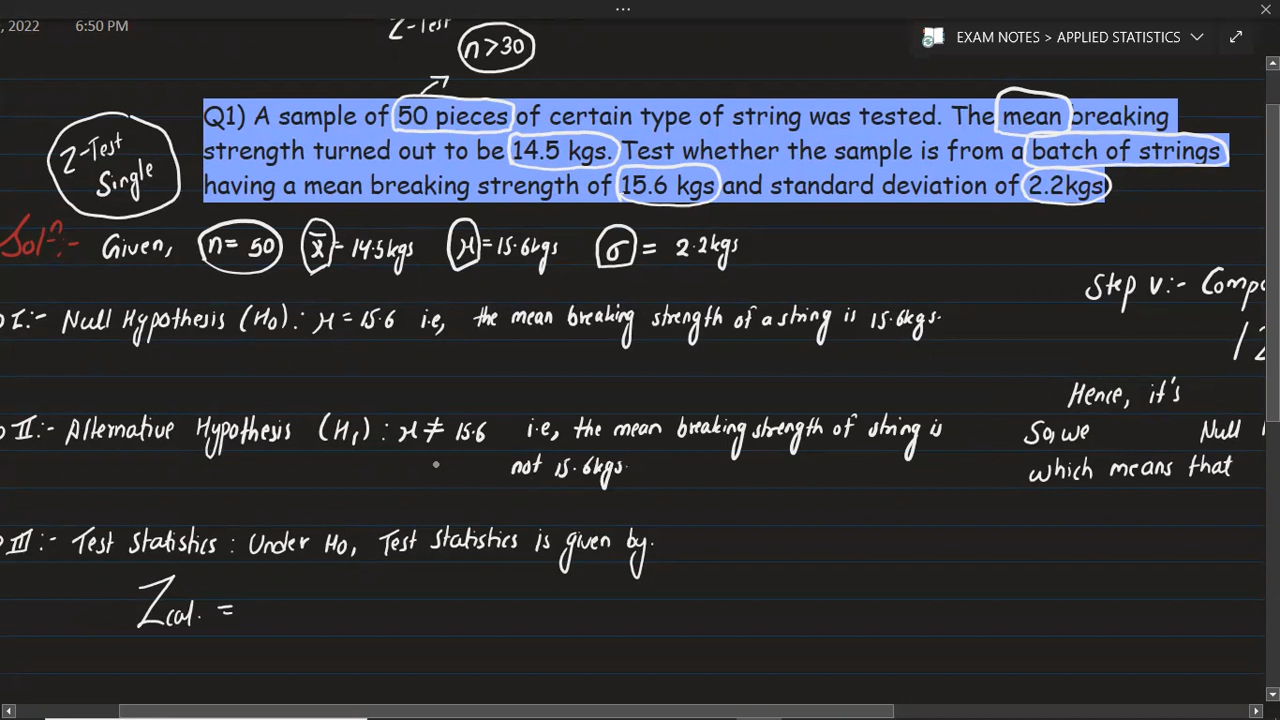 , 2022 6:50 PM
EXAM NOTES > APPLIED STATISTICS
Z-Test
n>30
Q1) A sample of 50 pieces of certain type of string was tested. The mean breaking
strength turned out to be 14.5 kgs. Test whether the sample is from a batch of strings
having a mean breaking strength of 15.6 kgs and standard deviation of 2.2kgs
Z-Test
Single
Solⁿ:- Given, n= 50 x̄ = 14.5kgs μ = 15.6kgs σ = 2.2kgs
Step V:- Compa
I:- Null Hypothesis (H₀): μ = 15.6 i.e, the mean breaking strength of a string is 15.6kgs.
Hence, it's
II:- Alternative Hypothesis (H₁): μ ≠ 15.6 i.e, the mean breaking strength of string is
not 15.6kgs.
So, we Null
which means that
III:- Test Statistics: Under H₀, Test Statistics is given by.
Zcal. =